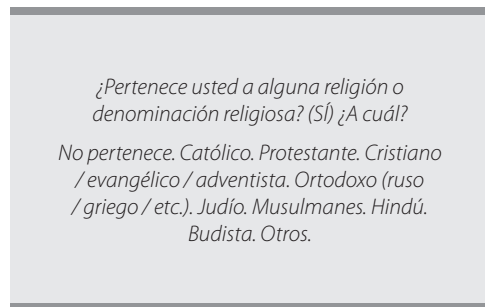 ¿Pertenece usted a alguna religión o
denominación religiosa? (SÍ) ¿A cuál?
No pertenece. Católico. Protestante. Cristiano
/ evangélico / adventista. Ortodoxo (ruso
/ griego / etc.). Judío. Musulmanes. Hindú.
Budista. Otros.